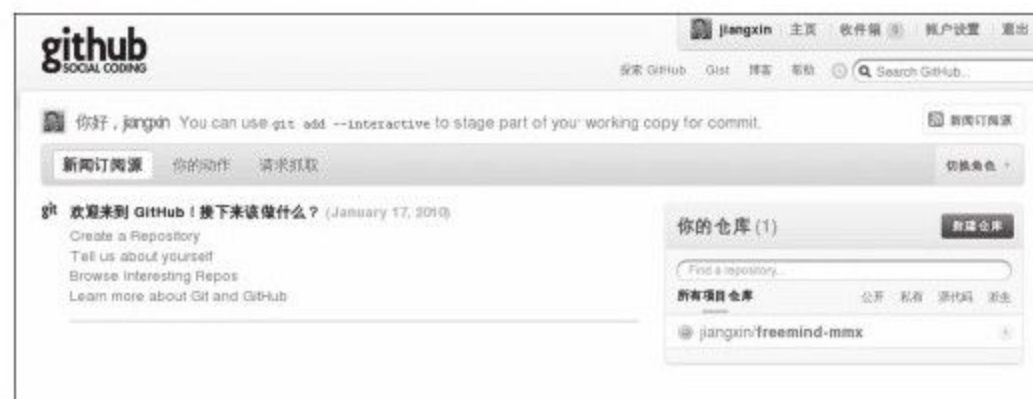 github
SOCIAL CODING
jiangxin 主页 收件箱 账户设置 退出
探索 GitHub Gist 博客 帮助 Search GitHub...
你好，jiangxin You can use git add --interactive to stage part of your working copy for commit.
新闻订阅源
新闻订阅源 你的动作 请求抓取
切换角色
git 欢迎来到 GitHub！接下来该做什么？ (January 17, 2010)
Create a Repository
Tell us about yourself
Browse Interesting Repos
Learn more about Git and GitHub
你的仓库 (1) 新建仓库
Find a repository...
所有项目仓库 公开 私有 源代码 派生
jiangxin/freemind-mmx